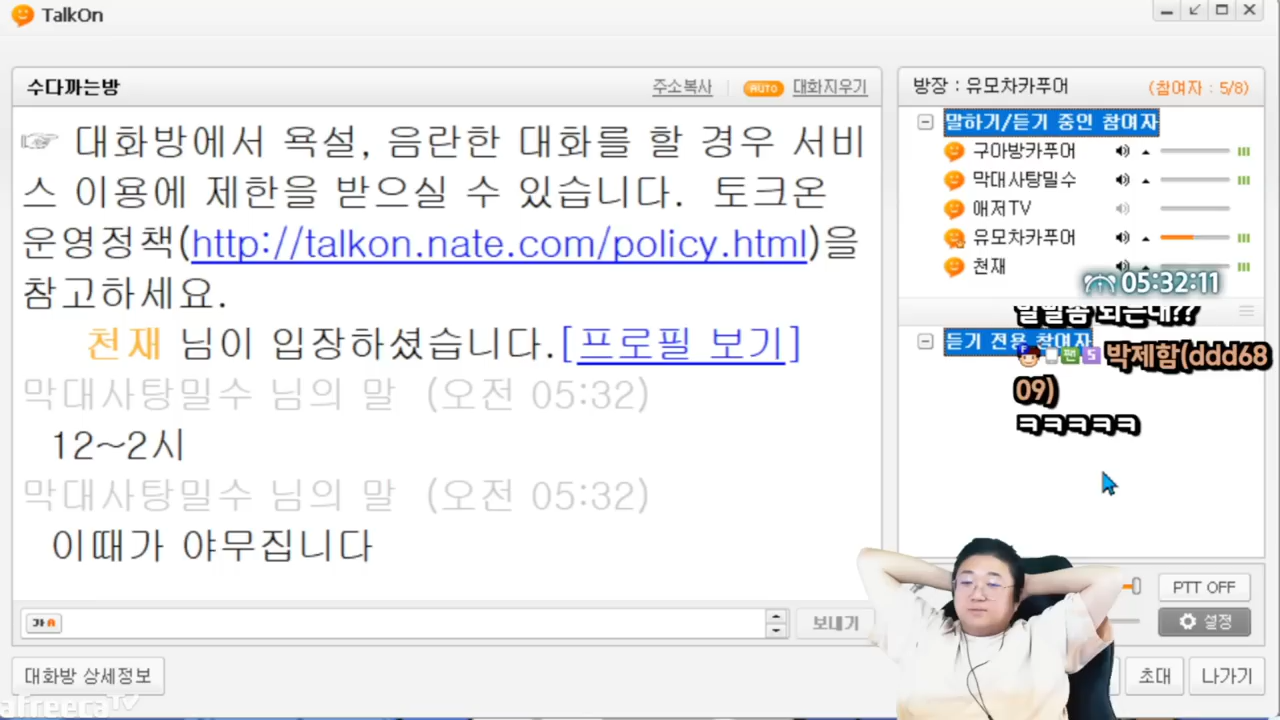 TalkOn
수다까는방
주소복사
AUTO
대화지우기
☞ 대화방에서 욕설, 음란한 대화를 할 경우 서비
스 이용에 제한을 받으실 수 있습니다. 토크온
운영정책(http://talkon.nate.com/policy.html)을
참고하세요.
천재 님이 입장하셨습니다.[프로필 보기]
막대사탕밀수 님의 말 (오전 05:32)
12~2시
막대사탕밀수 님의 말 (오전 05:32)
이때가 야무집니다
가
보내기
대화방 상세정보
afreecaTV
방장 : 유모차카푸어
(참여자 : 5/8)
말하기/듣기 중인 참여자
구아방카푸어
막대사탕밀수
애저TV
유모차카푸어
천재
05:32:11
되는데??
듣기 전용 참여자
F
팬
5
박제함(ddd68
09)
ㅋㅋㅋㅋㅋ
PTT OFF
설정
초대
나가기